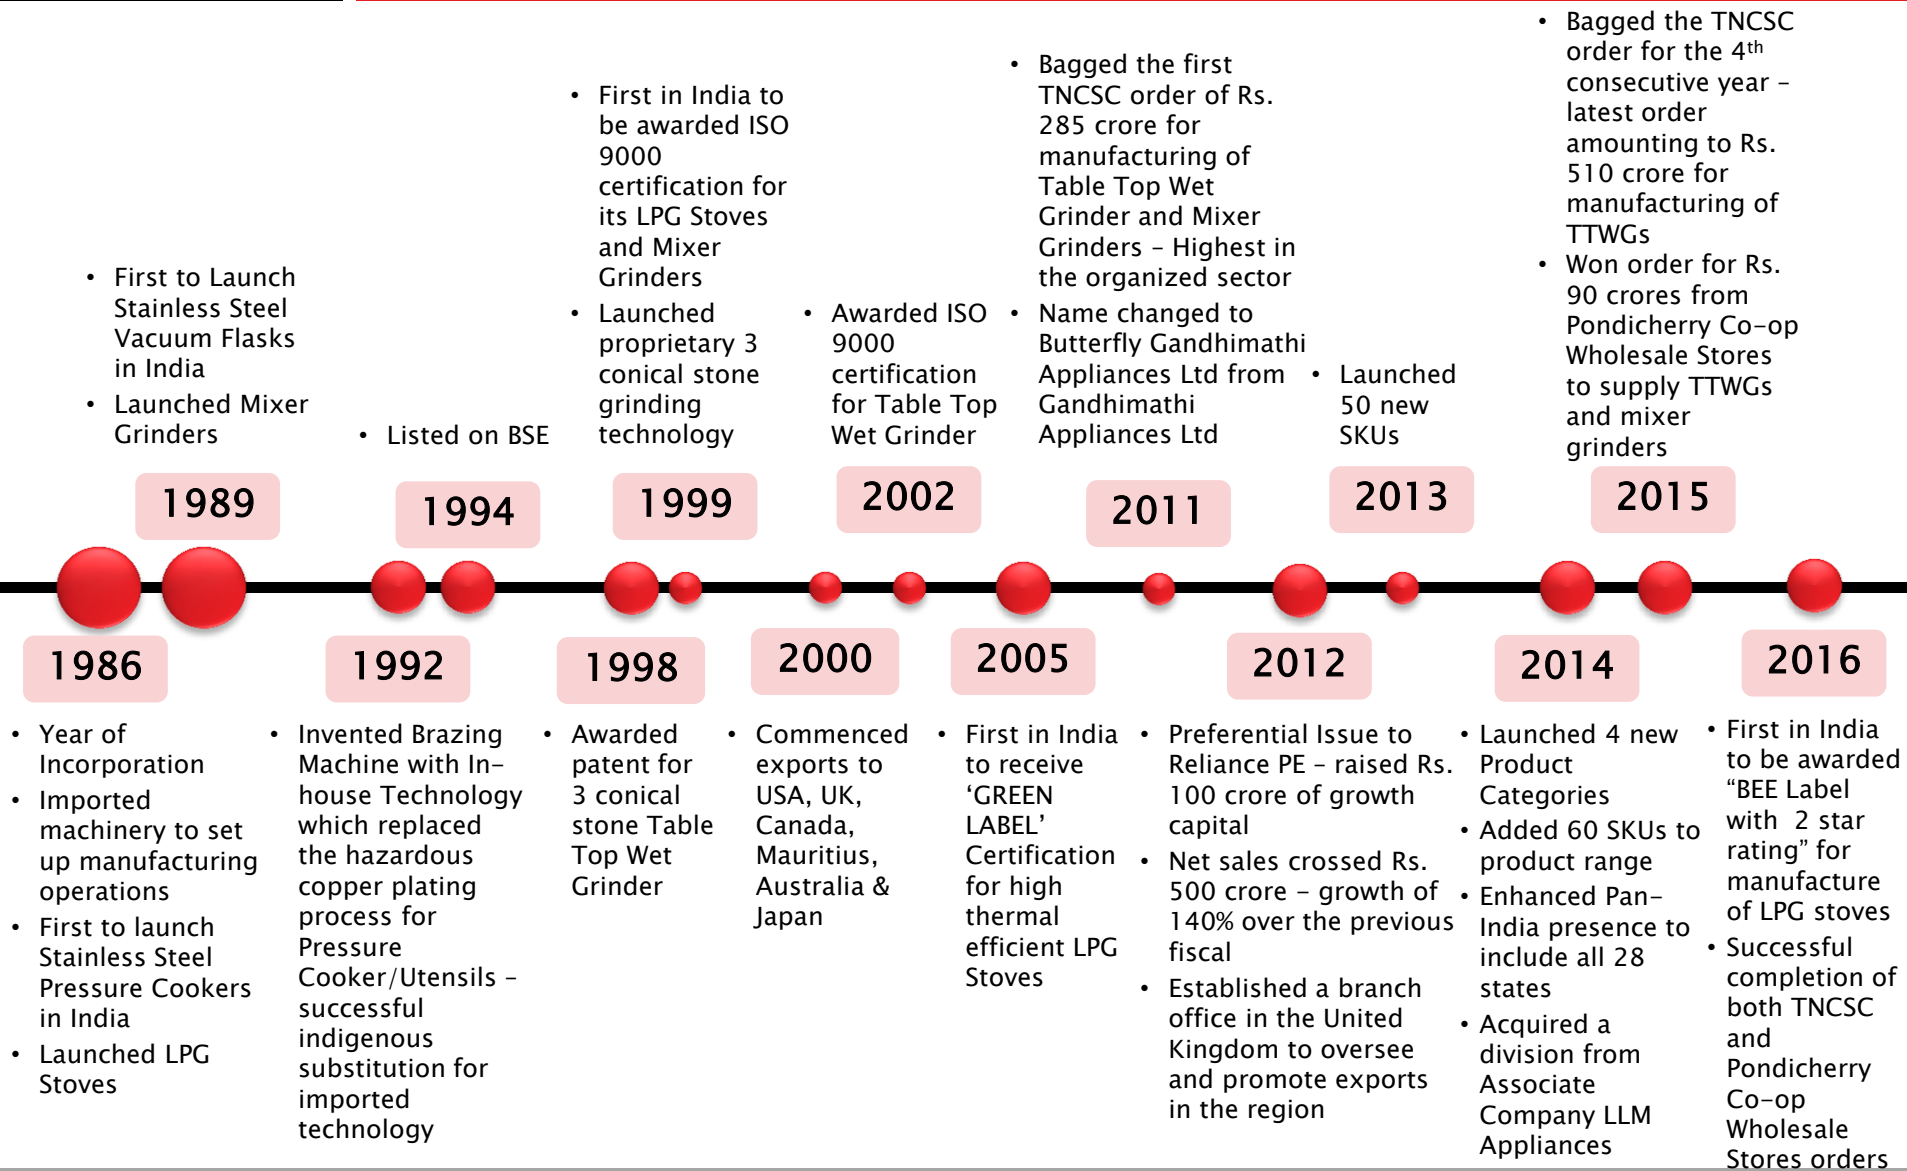 • First to Launch
Stainless Steel
Vacuum Flasks
in India
• Launched Mixer
Grinders
1989
• Listed on BSE
1994
• First in India to
be awarded ISO
9000
certification for
its LPG Stoves
and Mixer
Grinders
• Launched
proprietary 3
conical stone
grinding
technology
1999
• Awarded ISO
9000
certification
for Table Top
Wet Grinder
2002
• Bagged the first
TNCSC order of Rs.
285 crore for
manufacturing of
Table Top Wet
Grinder and Mixer
Grinders – Highest in
the organized sector
• Name changed to
Butterfly Gandhimathi
Appliances Ltd from
Gandhimathi
Appliances Ltd
2011
• Launched
50 new
SKUs
2013
• Bagged the TNCSC
order for the 4th
consecutive year –
latest order
amounting to Rs.
510 crore for
manufacturing of
TTWGs
• Won order for Rs.
90 crores from
Pondicherry Co-op
Wholesale Stores
to supply TTWGs
and mixer
grinders
2015
1986
• Year of
Incorporation
• Imported
machinery to set
up manufacturing
operations
• First to launch
Stainless Steel
Pressure Cookers
in India
• Launched LPG
Stoves
1992
• Invented Brazing
Machine with In-
house Technology
which replaced
the hazardous
copper plating
process for
Pressure
Cooker/Utensils –
successful
indigenous
substitution for
imported
technology
1998
• Awarded
patent for
3 conical
stone Table
Top Wet
Grinder
2000
• Commenced
exports to
USA, UK,
Canada,
Mauritius,
Australia &
Japan
2005
• First in India
to receive
‘GREEN
LABEL’
Certification
for high
thermal
efficient LPG
Stoves
2012
• Preferential Issue to
Reliance PE – raised Rs.
100 crore of growth
capital
• Net sales crossed Rs.
500 crore – growth of
140% over the previous
fiscal
• Established a branch
office in the United
Kingdom to oversee
and promote exports
in the region
2014
• Launched 4 new
Product
Categories
• Added 60 SKUs to
product range
• Enhanced Pan-
India presence to
include all 28
states
• Acquired a
division from
Associate
Company LLM
Appliances
2016
• First in India
to be awarded
“BEE Label
with 2 star
rating” for
manufacture
of LPG stoves
• Successful
completion of
both TNCSC
and
Pondicherry
Co-op
Wholesale
Stores orders